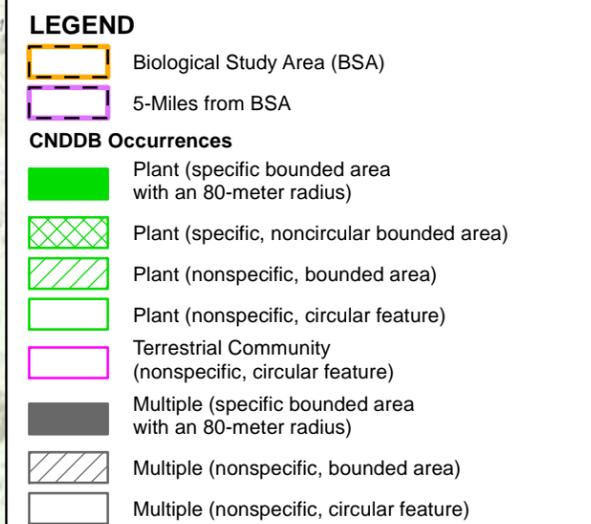 LEGEND
Biological Study Area (BSA)
5-Miles from BSA
CNDDB Occurrences
Plant (specific bounded area
with an 80-meter radius)
Plant (specific, noncircular bounded area)
Plant (nonspecific, bounded area)
Plant (nonspecific, circular feature)
Terrestrial Community
(nonspecific, circular feature)
Multiple (specific bounded area
with an 80-meter radius)
Multiple (nonspecific, bounded area)
Multiple (nonspecific, circular feature)